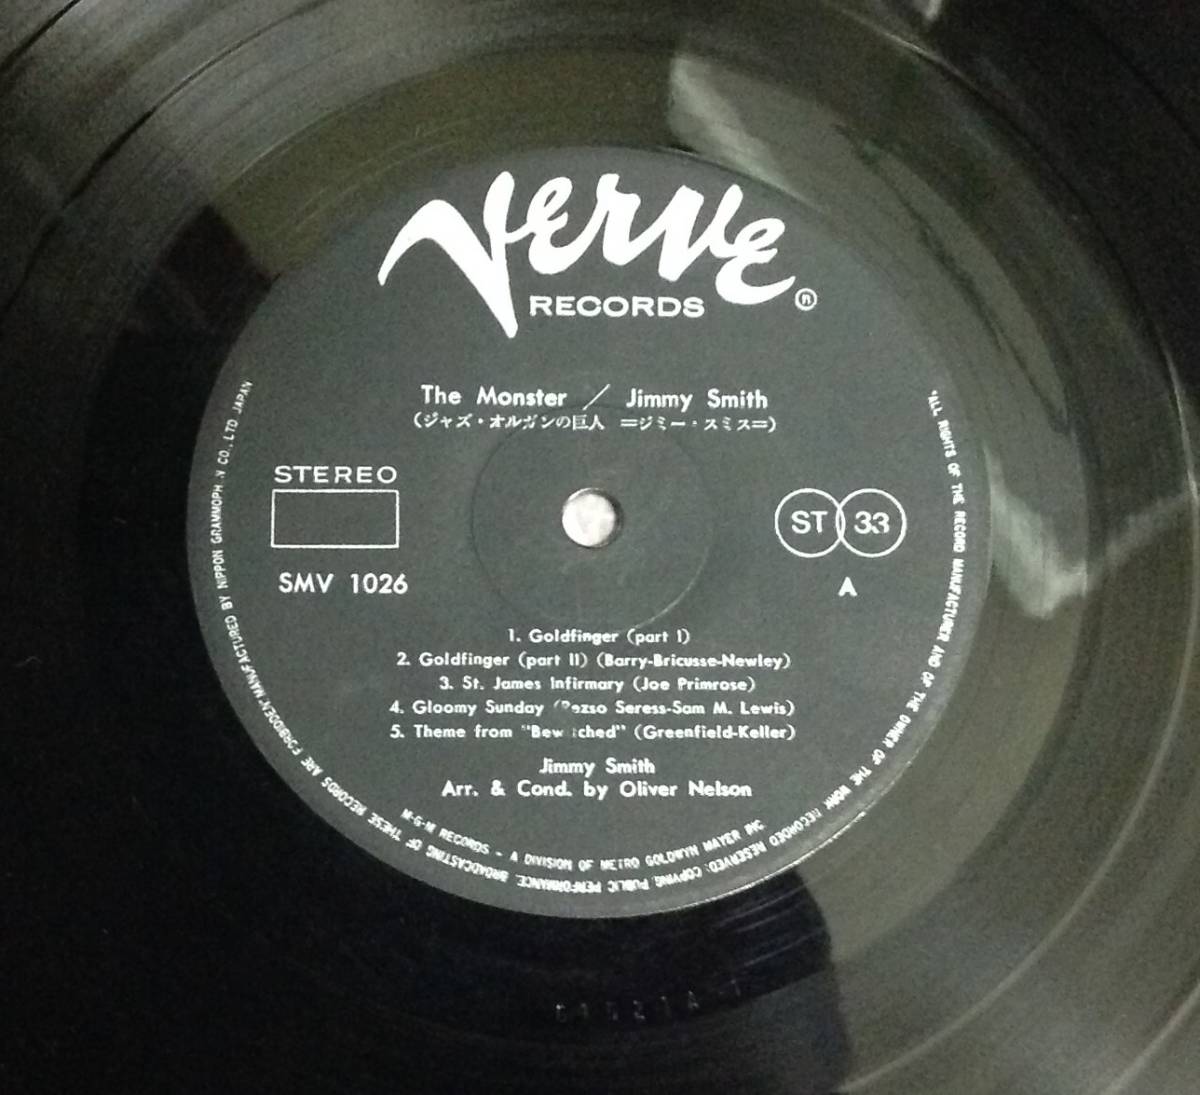 Verve
RECORDS ®
The Monster / Jimmy Smith
(ジャズ・オルガンの巨人 =ジミー・スミス=)
STEREO
SMV 1026
ST 33
A
1. Goldfinger (part I)
2. Goldfinger (part II) (Barry-Bricusse-Newley)
3. St. James Infirmary (Joe Primrose)
4. Gloomy Sunday Seress-Sam M. Lewis)
5. Theme from (Greenfield-Keller)
Jimmy Smith
Arr. & Cond. by Oliver Nelson
M-G-M RECORDS - A DIVISION OF METRO GOLDWYN MAYER INC
"ALL RIGHTS OF THE RECORD MANUFACTURER AND OF THE OWNER OF THE WORK RECORDED RESERVED; COPYING, PUBLIC PERFORMANCE, BROADCASTING OF THESE RECORDS ARE FORBIDDEN" MANUFACTURED BY NIPPON CO., LTD JAPAN